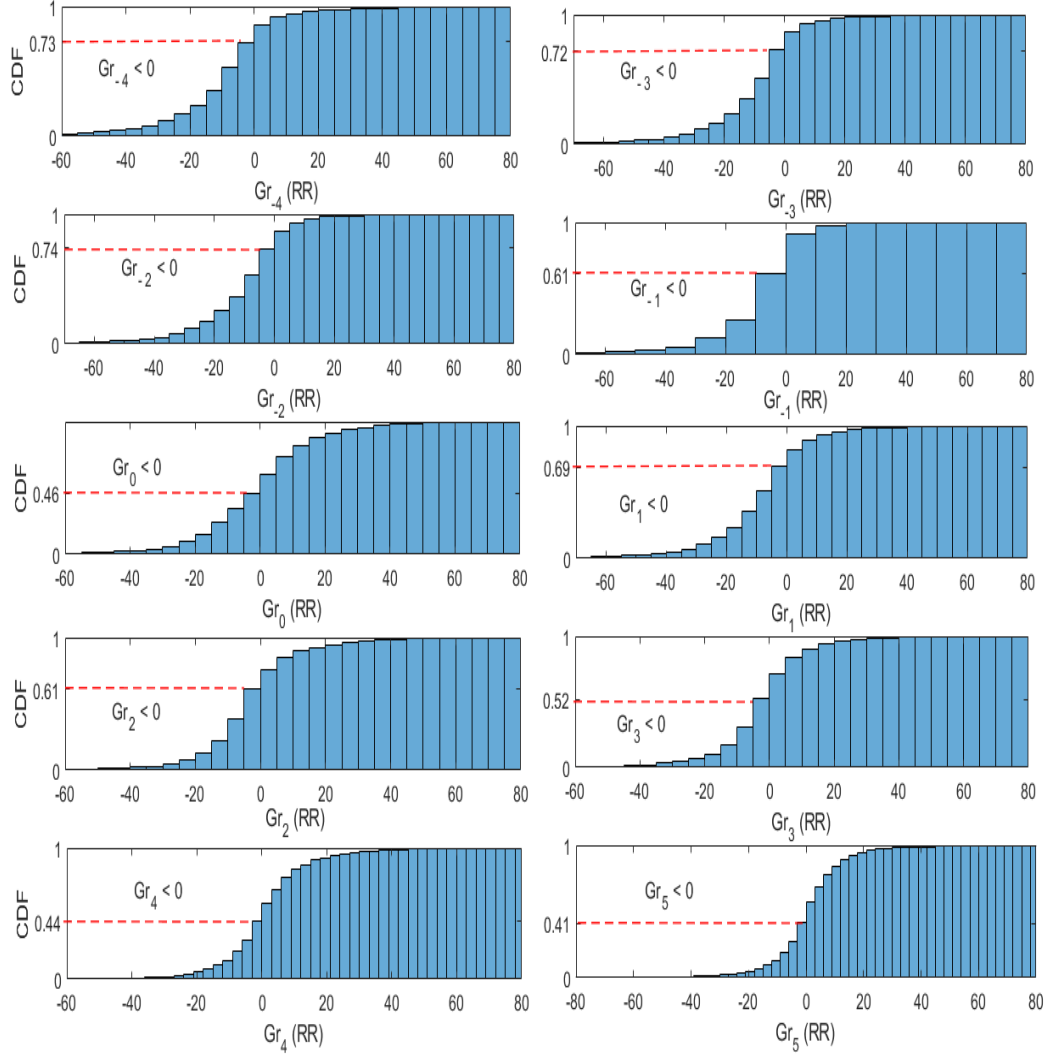 1
0.73
CDF
Gr-4 < 0
0
-60 -40 -20 0 20 40 60 80
Gr-4 (RR)
1
0.72
Gr-3 < 0
0
-60 -40 -20 0 20 40 60 80
Gr-3 (RR)
1
0.74
CDF
Gr-2 < 0
0
-60 -40 -20 0 20 40 60 80
Gr-2 (RR)
1
0.61
Gr-1 < 0
0
-60 -40 -20 0 20 40 60 80
Gr-1 (RR)
CDF
Gr0 < 0
0.46
0
-60 -40 -20 0 20 40 60 80
Gr0 (RR)
1
0.69
Gr1 < 0
0
-60 -40 -20 0 20 40 60 80
Gr1 (RR)
1
0.61
CDF
Gr2 < 0
0
-60 -40 -20 0 20 40 60 80
Gr2 (RR)
1
0.52
Gr3 < 0
0
-60 -40 -20 0 20 40 60 80
Gr3 (RR)
1
CDF
Gr4 < 0
0.44
0
-60 -40 -20 0 20 40 60 80
Gr4 (RR)
1
Gr5 < 0
0.41
0
-80 -60 -40 -20 0 20 40 60 80
Gr5 (RR)